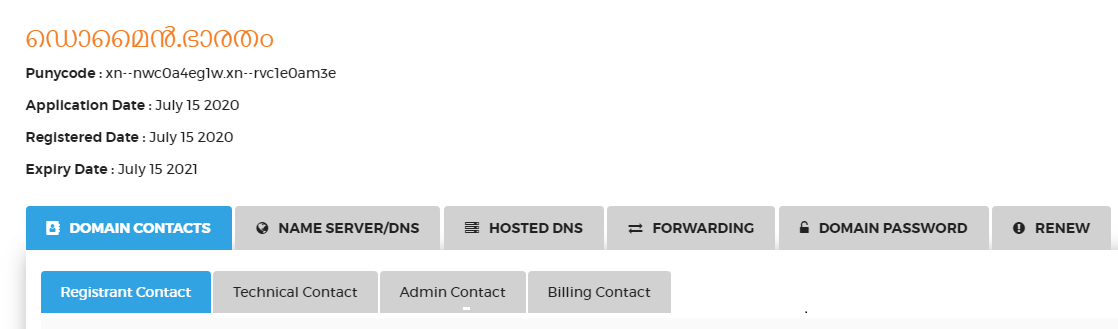 ഡൊമൈൻ.ഭാരതം
Punycode : xn--nwc0a4eg1w.xn--rvc1e0am3e
Application Date : July 15 2020
Registered Date : July 15 2020
Expiry Date : July 15 2021
DOMAIN CONTACTS NAME SERVER/DNS HOSTED DNS FORWARDING DOMAIN PASSWORD RENEW
Registrant Contact Technical Contact Admin Contact Billing Contact